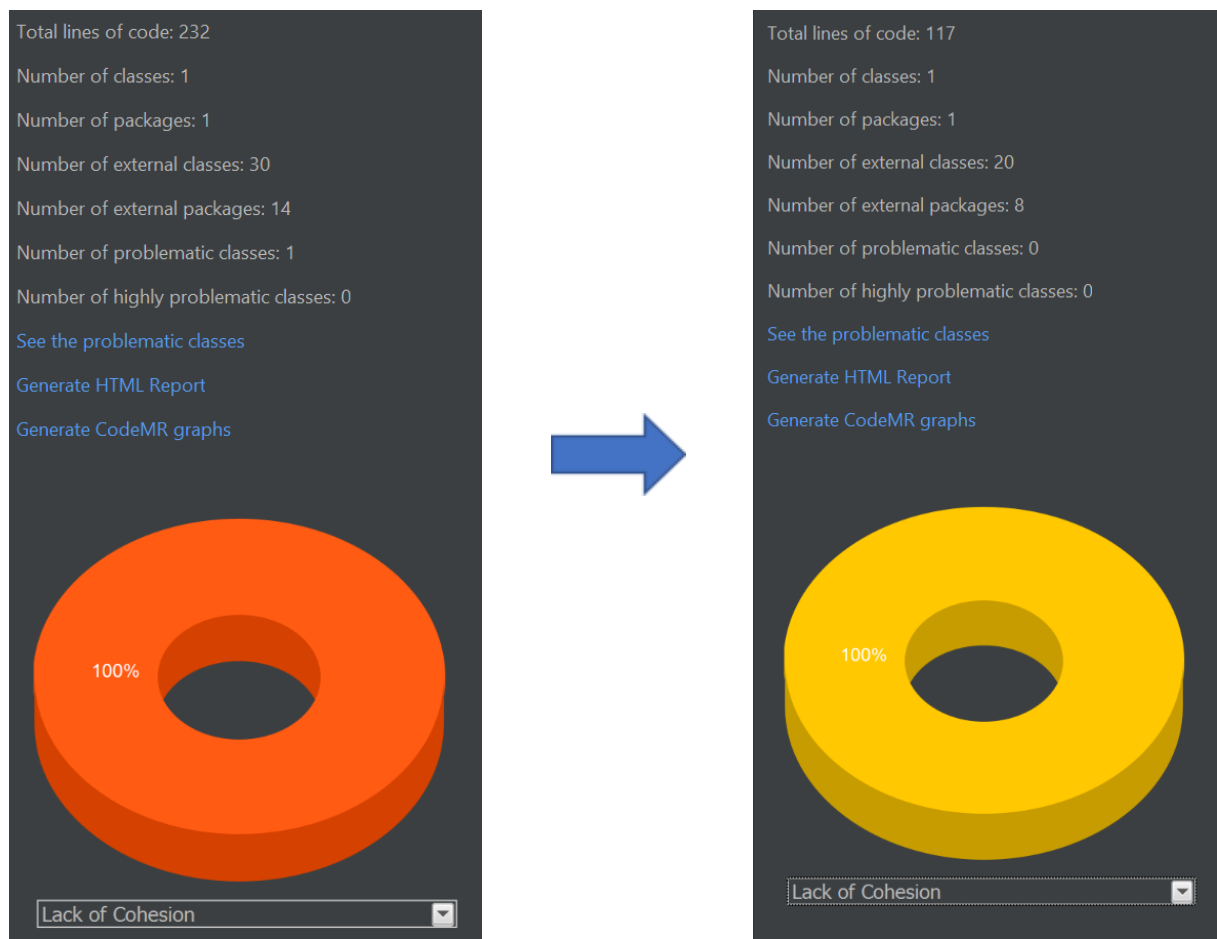 Total lines of code: 232
Number of classes: 1
Number of packages: 1
Number of external classes: 30
Number of external packages: 14
Number of problematic classes: 1
Number of highly problematic classes: 0
See the problematic classes
Generate HTML Report
Generate CodeMR graphs
100%
Lack of Cohesion
Total lines of code: 117
Number of classes: 1
Number of packages: 1
Number of external classes: 20
Number of external packages: 8
Number of problematic classes: 0
Number of highly problematic classes: 0
See the problematic classes
Generate HTML Report
Generate CodeMR graphs
100%
Lack of Cohesion